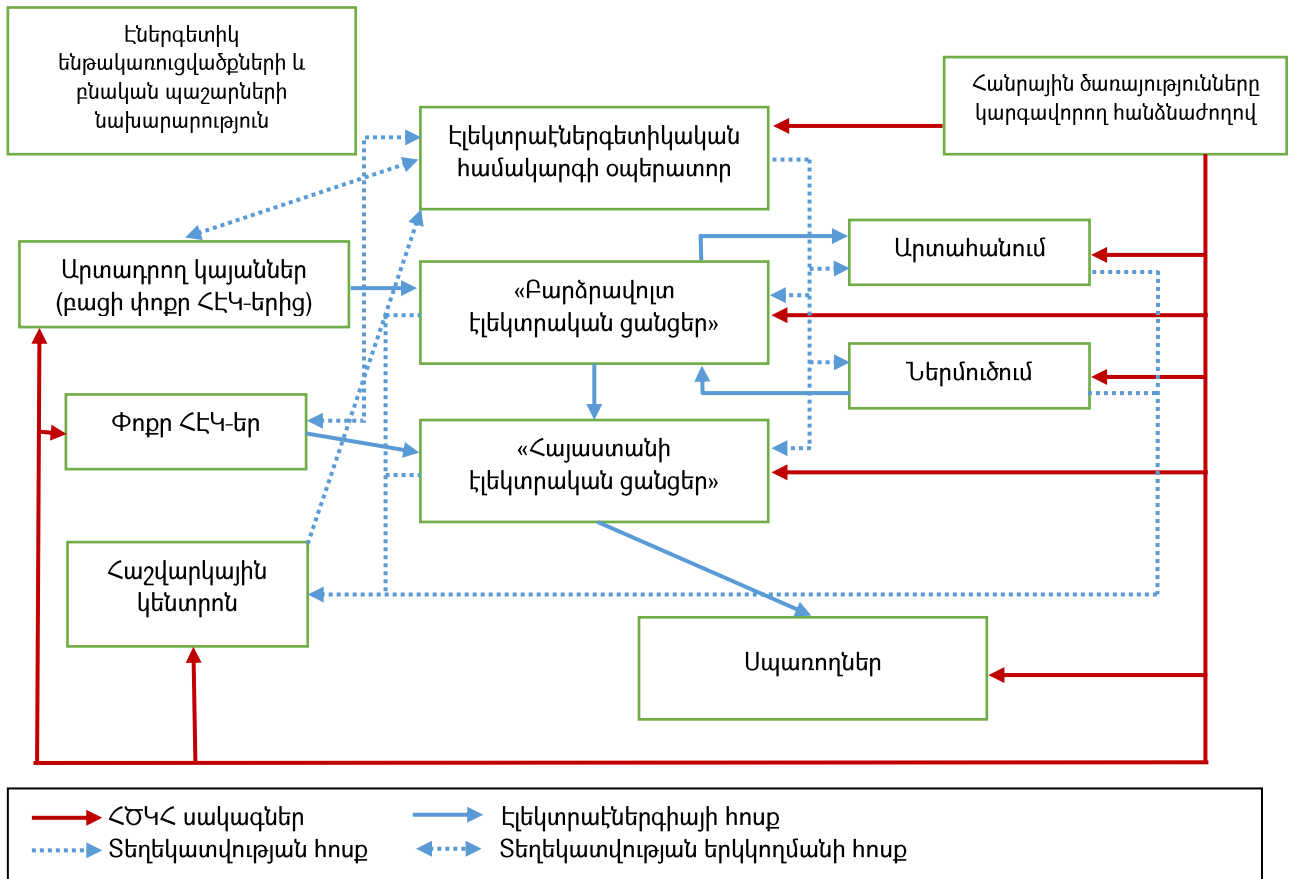 Էներգետիկ
ենթակառուցվածքների և
բնական պաշարների
նախարարություն
Հանրային ծառայությունները
կարգավորող հանձնաժողով
Էլեկտրաէներգետիկական
համակարգի օպերատոր
Արտադրող կայաններ
(բացի փոքր ՀԷԿ-երից)
«Բարձրավոլտ
էլեկտրական ցանցեր»
Արտահանում
Ներմուծում
Փոքր ՀԷԿ-եր
«Հայաստանի
էլեկտրական ցանցեր»
Հաշվարկային
կենտրոն
Սպառողներ
ՀԾԿՀ սակագներ
Էլեկտրաէներգիայի հոսք
Տեղեկատվության հոսք
Տեղեկատվության երկկողմանի հոսք